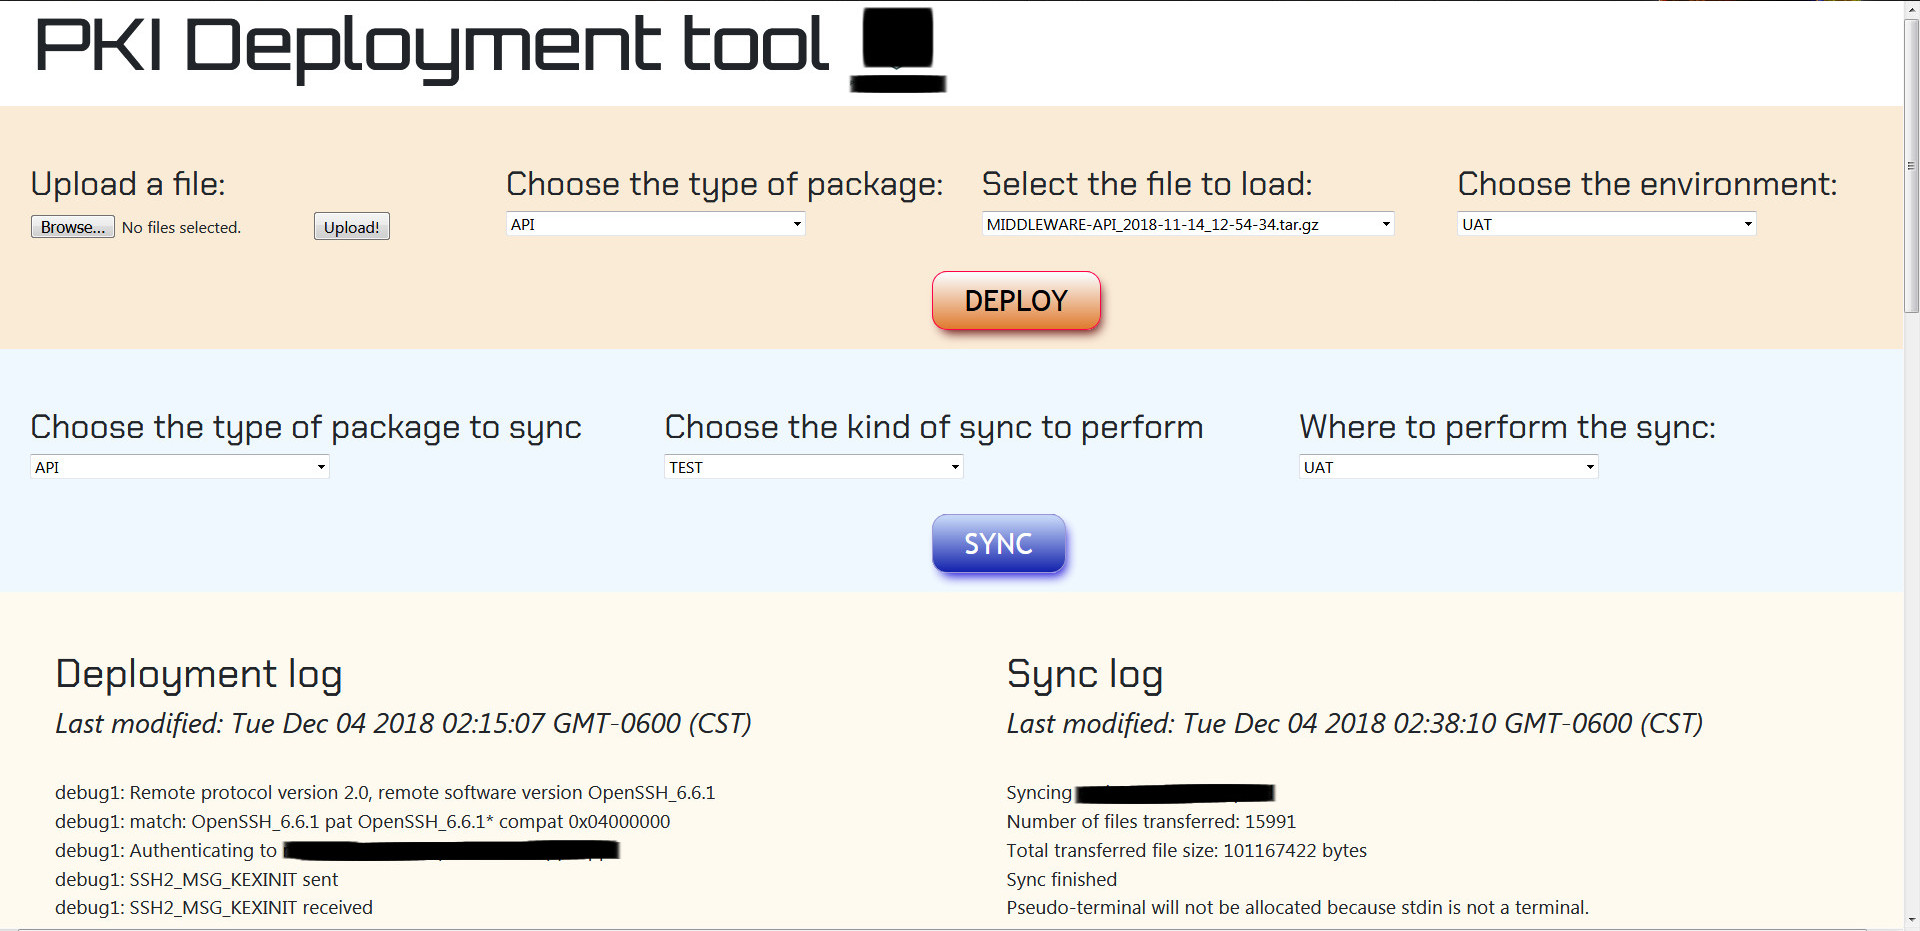 PKI Deployment tool
Upload a file:
Browse... No files selected. Upload!
Choose the type of package:
API
Select the file to load:
MIDDLEWARE-API_2018-11-14_12-54-34.tar.gz
Choose the environment:
UAT
DEPLOY
Choose the type of package to sync
API
Choose the kind of sync to perform
TEST
Where to perform the sync:
UAT
SYNC
Deployment log
Last modified: Tue Dec 04 2018 02:15:07 GMT-0600 (CST)
debug1: Remote protocol version 2.0, remote software version OpenSSH_6.6.1
debug1: match: OpenSSH_6.6.1 pat OpenSSH_6.6.1* compat 0x04000000
debug1: Authenticating to
debug1: SSH2_MSG_KEXINIT sent
debug1: SSH2_MSG_KEXINIT received
Sync log
Last modified: Tue Dec 04 2018 02:38:10 GMT-0600 (CST)
Syncing
Number of files transferred: 15991
Total transferred file size: 101167422 bytes
Sync finished
Pseudo-terminal will not be allocated because stdin is not a terminal.